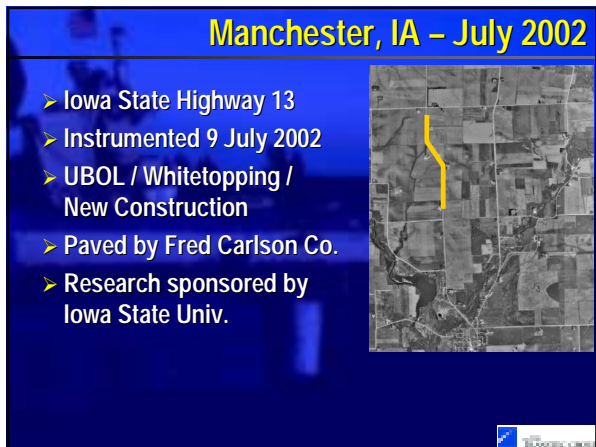 Manchester, IA – July 2002
Iowa State Highway 13
Instrumented 9 July 2002
UBOL / Whitetopping /
New Construction
Paved by Fred Carlson Co.
Research sponsored by
Iowa State Univ.